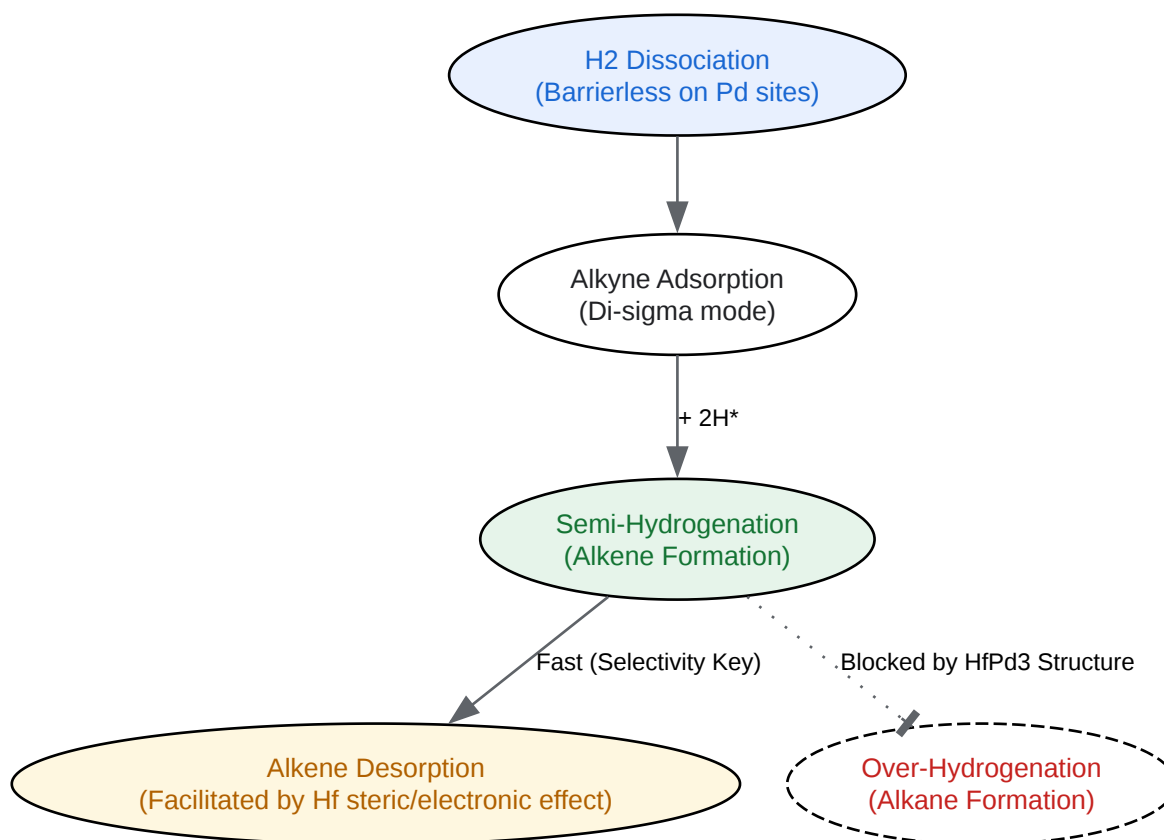 H2 Dissociation
(Barrierless on Pd sites)
Alkyne Adsorption
(Di-sigma mode)
+ 2H*
Semi-Hydrogenation
(Alkene Formation)
Fast (Selectivity Key)
Blocked by HfPd3 Structure
Alkene Desorption
(Facilitated by Hf steric/electronic effect)
Over-Hydrogenation
(Alkane Formation)